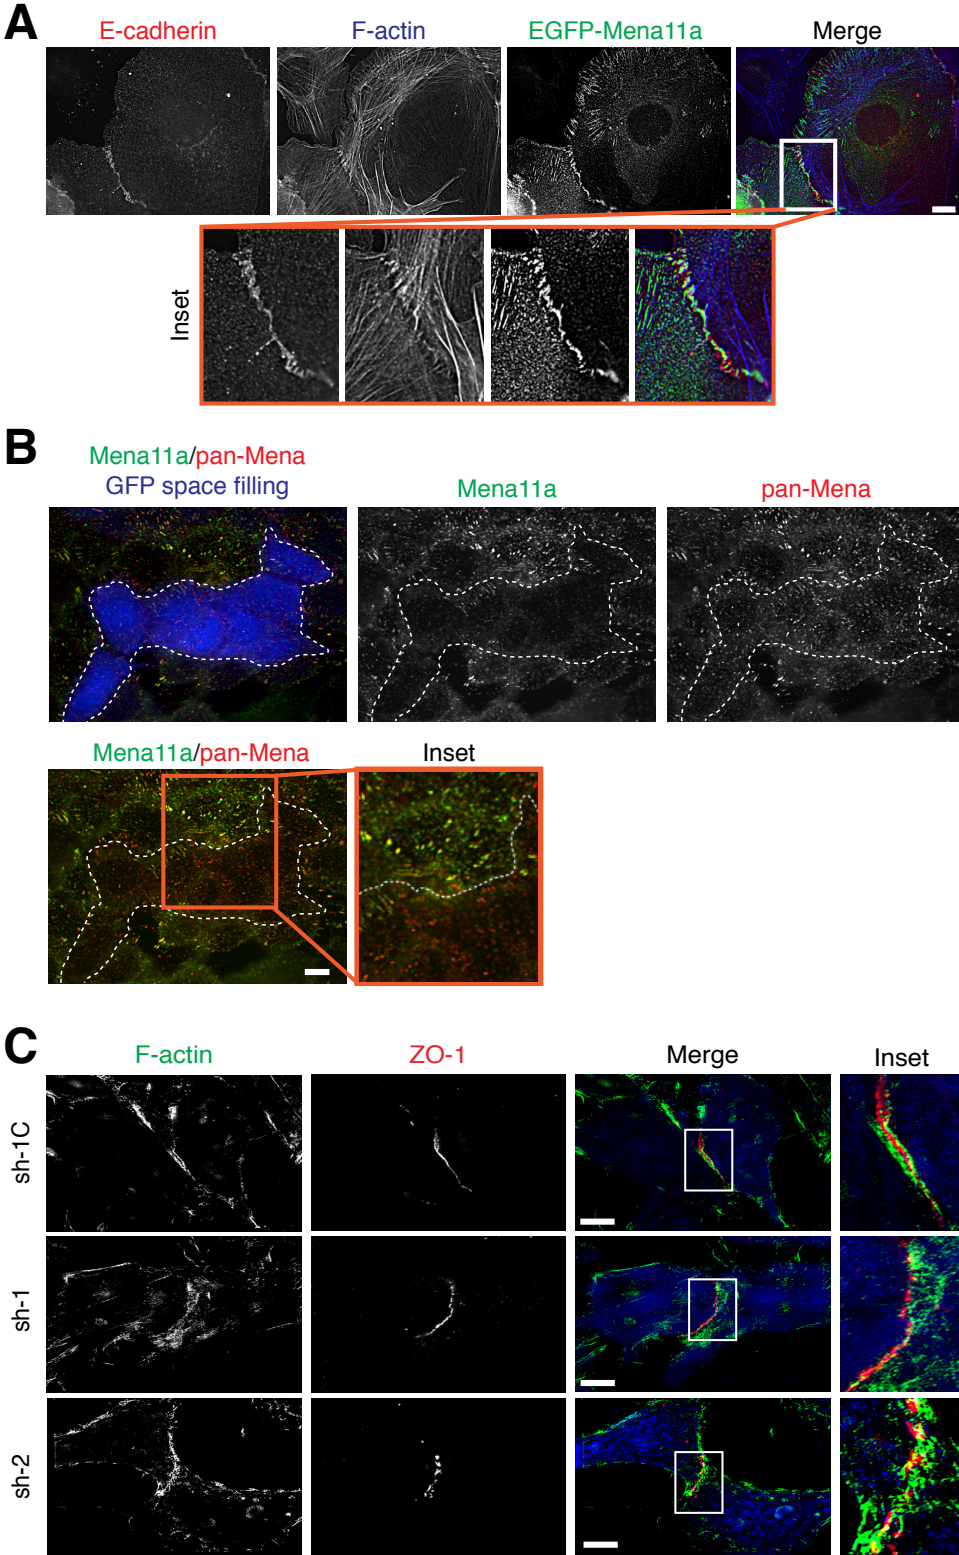 A
E-cadherin
F-actin
EGFP-Mena11a
Merge
Inset
B
Mena11a/pan-Mena
GFP space filling
Mena11a
pan-Mena
Mena11a/pan-Mena
Inset
C
F-actin
ZO-1
Merge
Inset
sh-1C
sh-1
sh-2